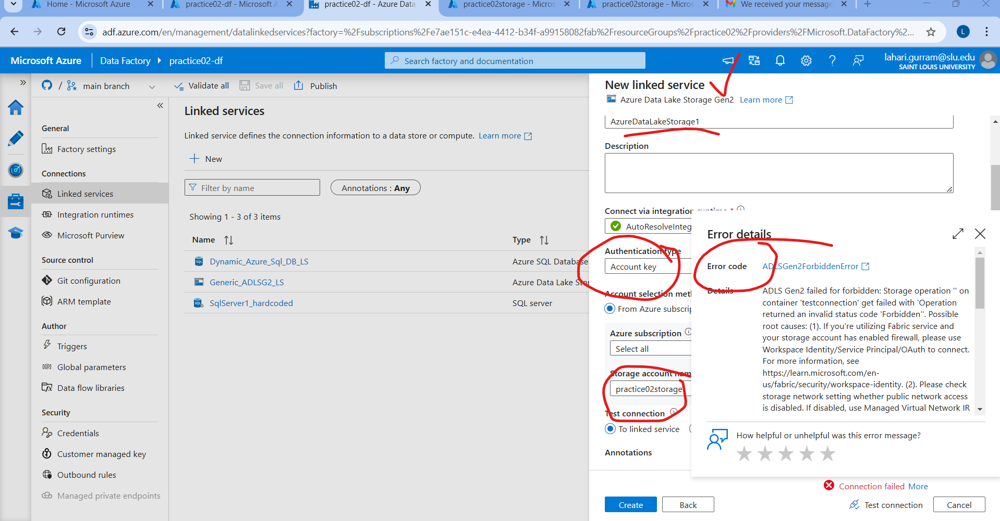 Home - Microsoft Azure
practice02-df - Microsoft A
practice02-df - Azure Data
practice02storage - Micros
practice02storage - Micros
We received your message
adf.azure.com/en/management/datalinkedservices?factory=%2Fsubscriptions%2Fe7ae151c-e4ea-4412-b34f-a99158082fab%2FresourceGroups%2Fpractice02%2Fproviders%2FMicrosoft.DataFactory%2...
L
Microsoft Azure
Data Factory
practice02-df
Search factory and documentation
lahari.gurram@slu.edu
SAINT LOUIS UNIVERSITY
/ main branch
Validate all
Save all
Publish
General
Factory settings
Connections
Linked services
Integration runtimes
Microsoft Purview
Source control
Git configuration
ARM template
Author
Triggers
Global parameters
Data flow libraries
Security
Credentials
Customer managed key
Outbound rules
Managed private endpoints
Linked services
Linked service defines the connection information to a data store or compute. Learn more
New
Filter by name
Annotations : Any
Showing 1 - 3 of 3 items
Name
Type
Dynamic_Azure_Sql_DB_LS
Azure SQL Database
Generic_ADLSG2_LS
Azure Data Lake Stor
SqlServer1_hardcoded
SQL server
New linked service
Azure Data Lake Storage Gen2 Learn more
AzureDataLakeStorage1
Description
Connect via integration runtime *
AutoResolveInteg
Authentication type
Account key
Account selection meth
From Azure subscrip
Azure subscription
Select all
Storage account nam
practice02storage
Test connection
To linked service
Annotations
Error details
Error code
ADLSGen2ForbiddenError
Details
ADLS Gen2 failed for forbidden: Storage operation '' on
container 'testconnection' get failed with 'Operation
returned an invalid status code 'Forbidden''. Possible
root causes: (1). If you're utilizing Fabric service and
your storage account has enabled firewall, please use
Workspace Identity/Service Principal/OAuth to connect.
For more information, see
https://learn.microsoft.com/en-
us/fabric/security/workspace-identity. (2). Please check
storage network setting whether public network access
is disabled. If disabled, use Managed Virtual Network IR
How helpful or unhelpful was this error message?
Connection failed More
Create
Back
Test connection
Cancel